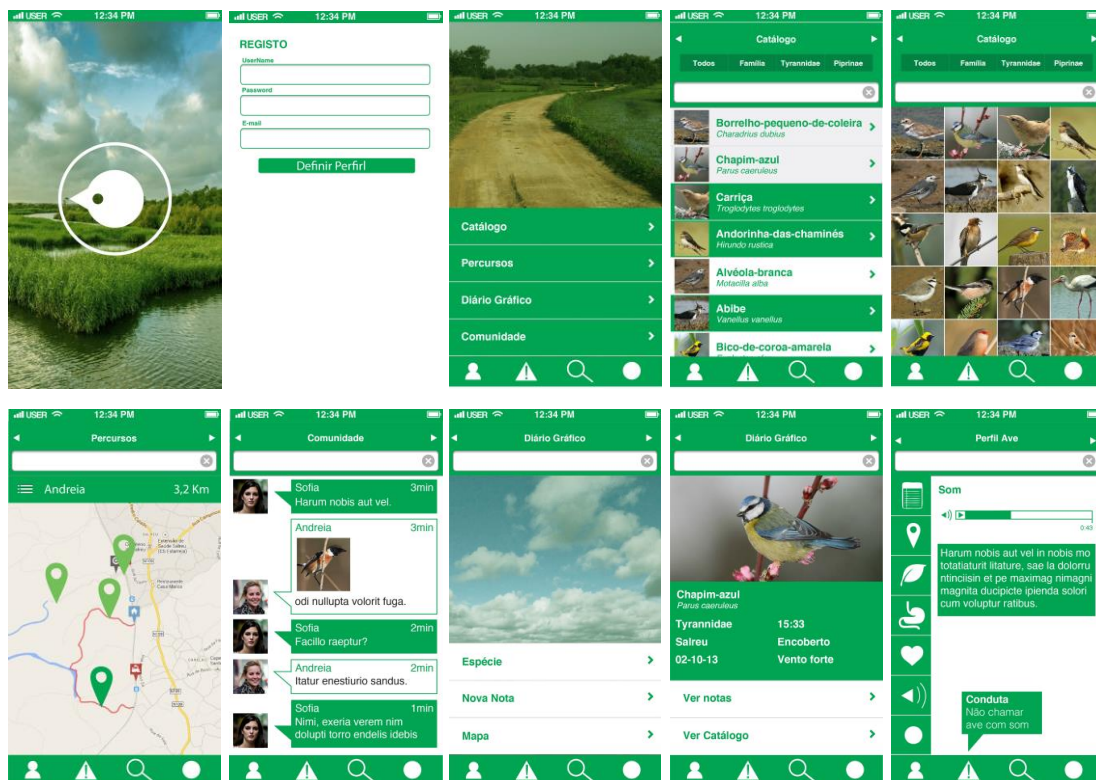 USER 12:34 PM
USER 12:34 PM
REGISTO
UserName
Password
E-mail
Definir Perfirl
USER 12:34 PM
Catálogo
Percursos
Diário Gráfico
Comunidade
USER 12:34 PM
Catálogo
Todos Família Tyrannidae Piprinae
Borrelho-pequeno-de-coleira
Charadrius dubius
Chapim-azul
Parus caeruleus
Carriça
Troglodytes troglodytes
Andorinha-das-chaminés
Hirundo rustica
Alvéola-branca
Motacilla alba
Abibe
Vanellus vanellus
Bico-de-coroa-amarela
USER 12:34 PM
Catálogo
Todos Família Tyrannidae Piprinae
USER 12:34 PM
Percursos
Andreia 3,2 Km
USER 12:34 PM
Comunidade
Sofia 3min
Harum nobis aut vel.
Andreia 3min
odi nullupta volorit fuga.
Sofia 2min
Facillo raeptur?
Andreia 2min
Itatur enestiurio sandus.
Sofia 1min
Nimi, exeria verem nim
dolupti torro endelis idebis
USER 12:34 PM
Diário Gráfico
Espécie
Nova Nota
Mapa
USER 12:34 PM
Diário Gráfico
Chapim-azul
Parus caeruleus
Tyrannidae 15:33
Salreu Encoberto
02-10-13 Vento forte
Ver notas
Ver Catálogo
USER 12:34 PM
Perfil Ave
Som
0:43
Harum nobis aut vel in nobis mo
totatiaturit litature, sae la dolorru
ntinciisin et pe maximag nimagni
magnita ducipicte ipienda solori
cum voluptur ratibus.
Conduta
Não chamar
ave com som